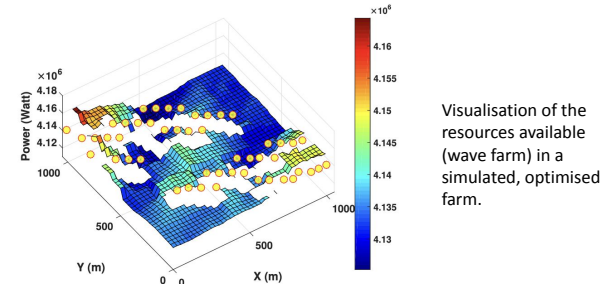 ×10⁶
4.16
4.155
4.15
4.145
4.14
4.135
4.13
×10⁶
4.18
4.16
4.14
4.12
Power (Watt)
1000
500
0
Y (m)
0
500
1000
X (m)
Visualisation of the
resources available
(wave farm) in a
simulated, optimised
farm.